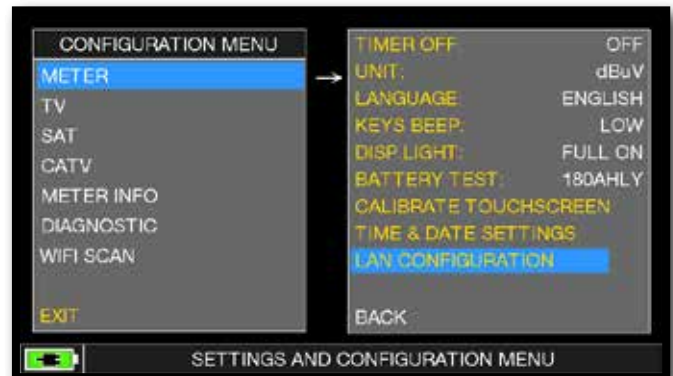 CONFIGURATION MENU
METER
TV
SAT
CATV
METER INFO
DIAGNOSTIC
WIFI SCAN
EXIT
→
TIMER OFF OFF
UNIT: dBuV
LANGUAGE ENGLISH
KEYS BEEP: LOW
DISP.LIGHT: FULL ON
BATTERY TEST: 180AHLY
CALIBRATE TOUCHSCREEN
TIME & DATE SETTINGS
LAN CONFIGURATION
BACK
SETTINGS AND CONFIGURATION MENU